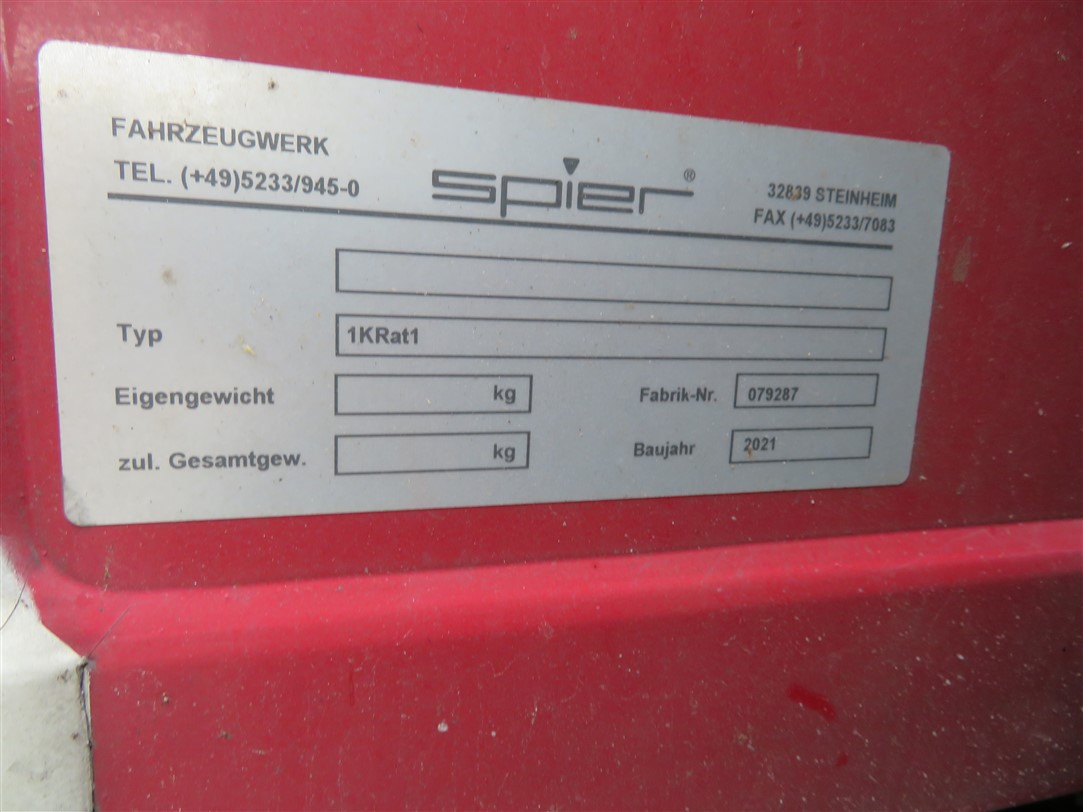 FAHRZEUGWERK
TEL. (+49)5233/945-0
spier®
32839 STEINHEIM
FAX (+49)5233/7083
Typ 1KRat1
Eigengewicht kg Fabrik-Nr. 079287
zul. Gesamtgew. kg Baujahr 2021